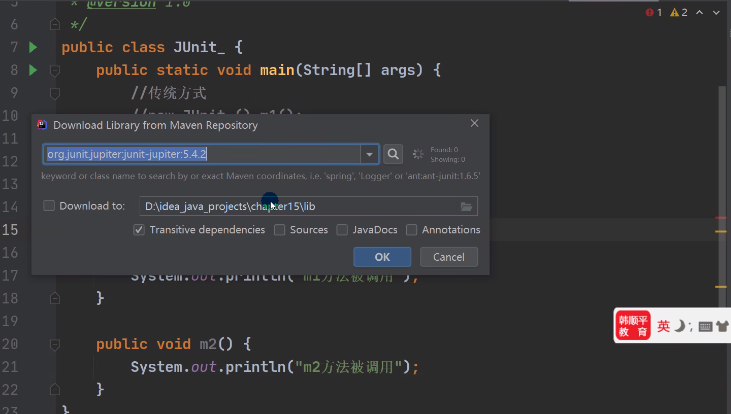 5 * @version 1.0
6 */
7 public class JUnit_ {
8 public static void main(String[] args) {
9 //传统方式
10 //new JUnit_().m1();
11
12
13
14
15
16
17 System.out.println("m1方法被调用");
18 }
19
20 public void m2() {
21 System.out.println("m2方法被调用");
22 }
23 }
1 2
Download Library from Maven Repository
org.junit.jupiter:junit-jupiter:5.4.2
Found: 0
Showing: 0
keyword or class name to search by or exact Maven coordinates, i.e. 'spring', 'Logger' or 'ant:ant-junit:1.6.5'
Download to: D:\idea_java_projects\chapter15\lib
Transitive dependencies Sources JavaDocs Annotations
OK Cancel
韩顺平
教育
英